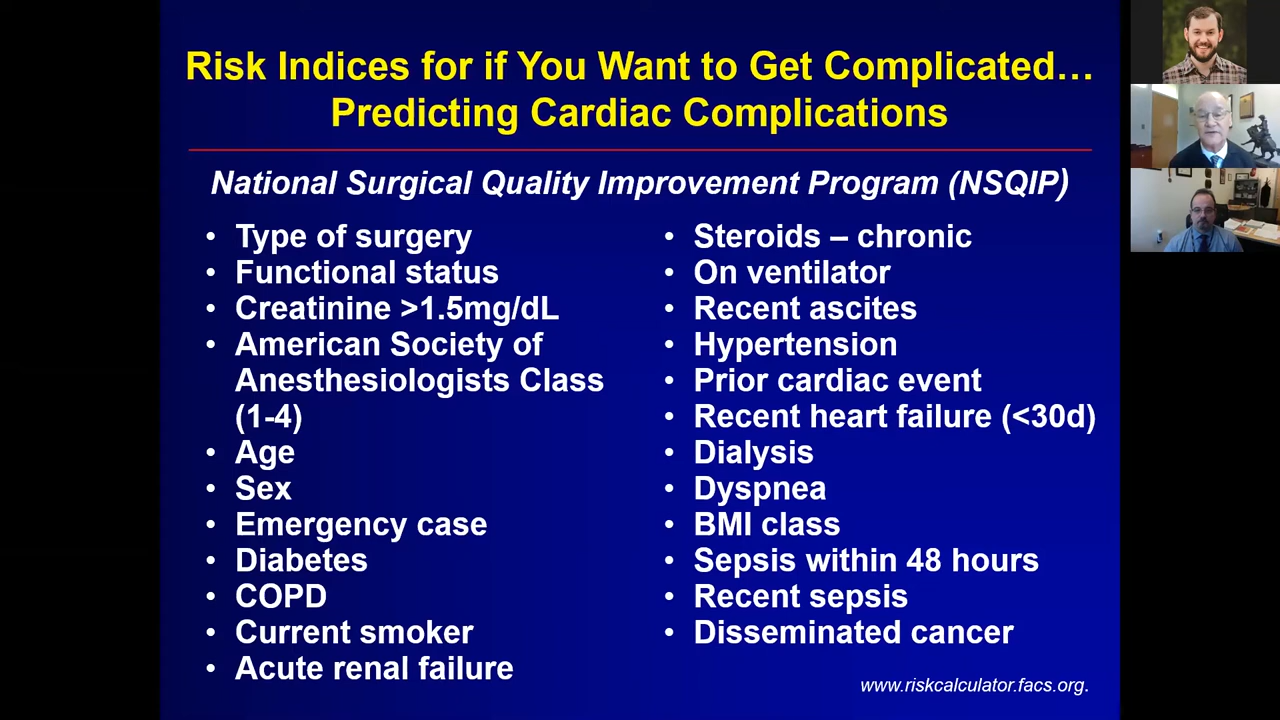 Risk Indices for if You Want to Get Complicated…
Predicting Cardiac Complications
National Surgical Quality Improvement Program (NSQIP)
• Type of surgery
• Functional status
• Creatinine >1.5mg/dL
• American Society of
Anesthesiologists Class
(1-4)
• Age
• Sex
• Emergency case
• Diabetes
• COPD
• Current smoker
• Acute renal failure
• Steroids – chronic
• On ventilator
• Recent ascites
• Hypertension
• Prior cardiac event
• Recent heart failure (<30d)
• Dialysis
• Dyspnea
• BMI class
• Sepsis within 48 hours
• Recent sepsis
• Disseminated cancer
www.riskcalculator.facs.org.